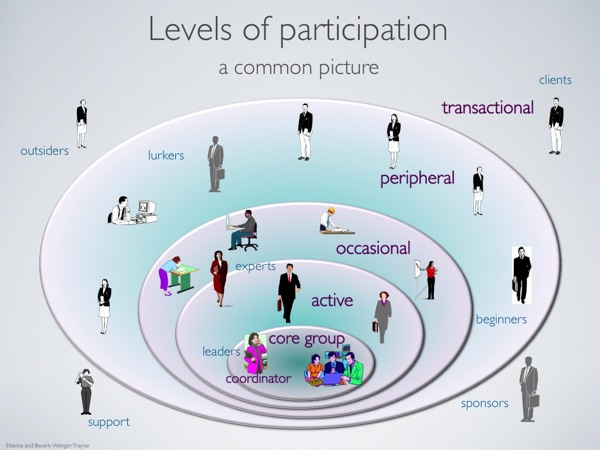 Levels of participation
a common picture
clients
transactional
outsiders
lurkers
peripheral
occasional
experts
active
beginners
core group
leaders
coordinator
sponsors
support
Etienne and Beverly Wenger-Trayner